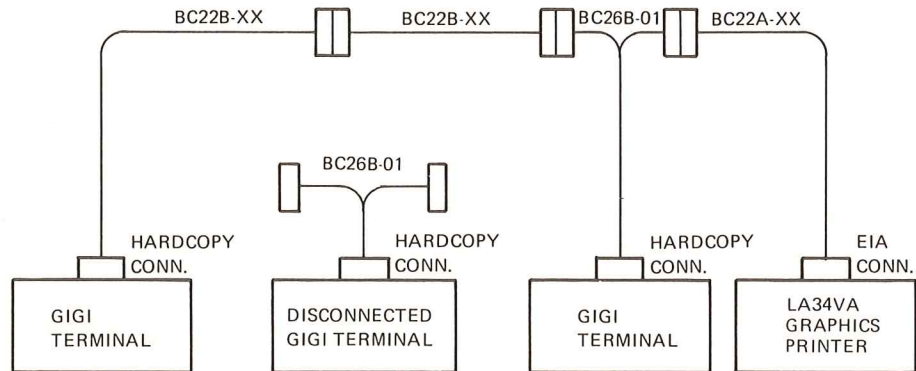 BC22B-XX
BC22B-XX
BC26B-01
BC22A-XX
BC26B-01
HARDCOPY
CONN.
HARDCOPY
CONN.
HARDCOPY
CONN.
EIA
CONN.
GIGI
TERMINAL
DISCONNECTED
GIGI TERMINAL
GIGI
TERMINAL
LA34VA
GRAPHICS
PRINTER